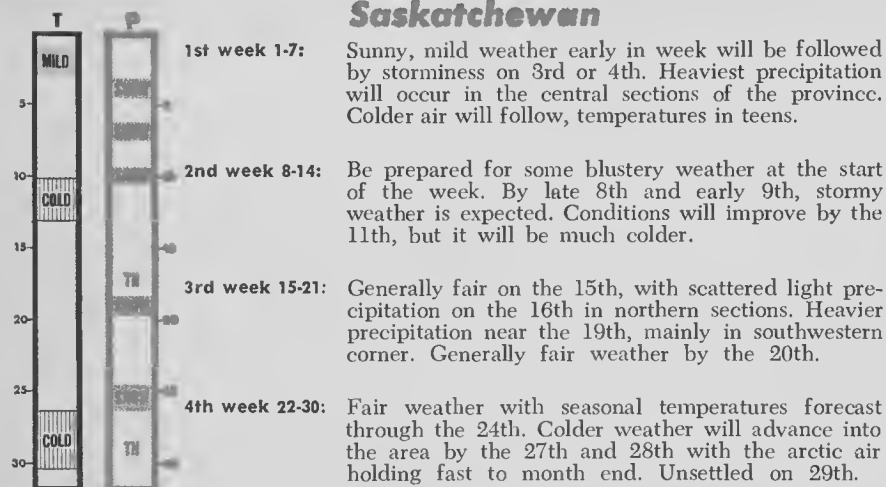 Saskatchewan
T P
MILD
5-
10-
COLD
15-
20-
25-
COLD
30-
TN
TN
1st week 1-7: Sunny, mild weather early in week will be followed
by storminess on 3rd or 4th. Heaviest precipitation
will occur in the central sections of the province.
Colder air will follow, temperatures in teens.
2nd week 8-14: Be prepared for some blustery weather at the start
of the week. By late 8th and early 9th, stormy
weather is expected. Conditions will improve by the
11th, but it will be much colder.
3rd week 15-21: Generally fair on the 15th, with scattered light pre-
cipitation on the 16th in northern sections. Heavier
precipitation near the 19th, mainly in southwestern
corner. Generally fair weather by the 20th.
4th week 22-30: Fair weather with seasonal temperatures forecast
through the 24th. Colder weather will advance into
the area by the 27th and 28th with the arctic air
holding fast to month end. Unsettled on 29th.